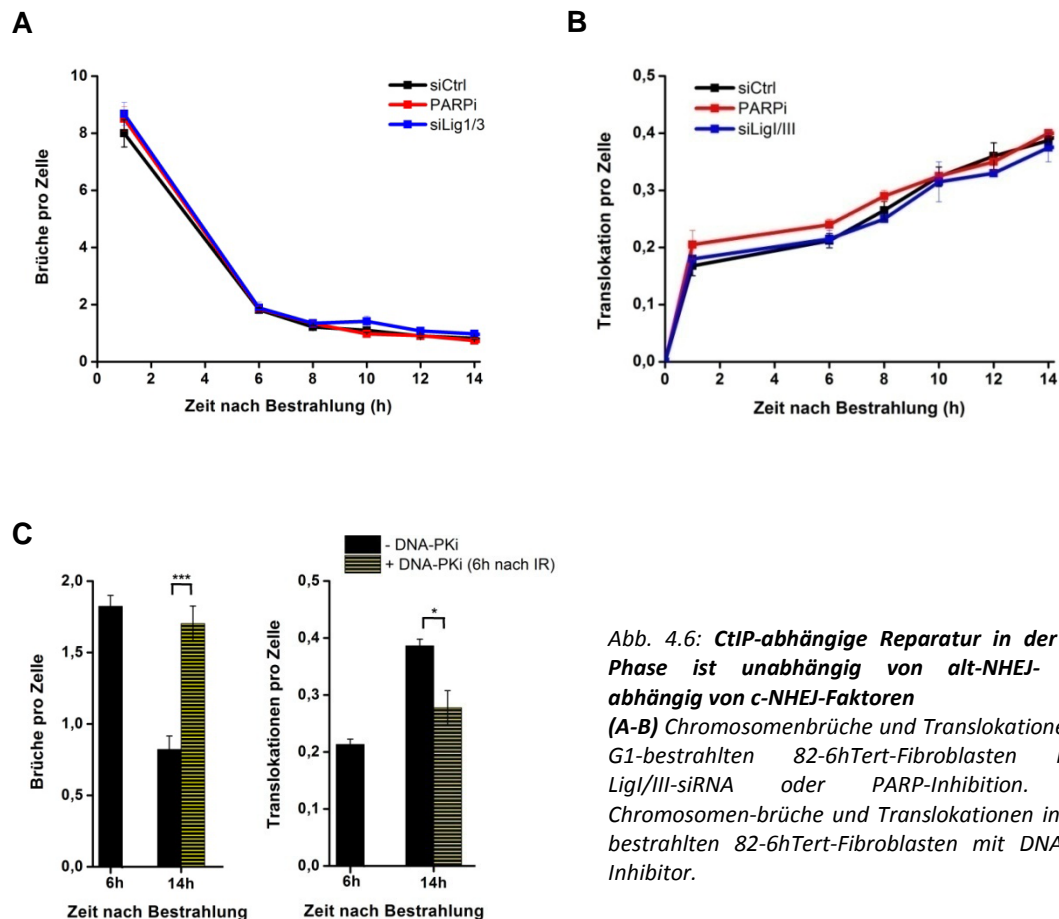 A
B
10
8
6
4
2
0
Brüche pro Zelle
siCtrl
PARPi
siLig1/3
0 2 4 6 8 10 12 14
Zeit nach Bestrahlung (h)
0,5
0,4
0,3
0,2
0,1
0,0
Translokation pro Zelle
siCtrl
PARPi
siLigI/III
0 2 4 6 8 10 12 14
Zeit nach Bestrahlung (h)
C
2,0
1,5
1,0
0,5
0,0
Brüche pro Zelle
***
6h 14h
Zeit nach Bestrahlung
- DNA-PKi
+ DNA-PKi (6h nach IR)
0,5
0,4
0,3
0,2
0,1
0,0
Translokationen pro Zelle
*
6h 14h
Zeit nach Bestrahlung
Abb. 4.6: CtIP-abhängige Reparatur in der
Phase ist unabhängig von alt-NHEJ-
abhängig von c-NHEJ-Faktoren
(A-B) Chromosomenbrüche und Translokatione
G1-bestrahlten 82-6hTert-Fibroblasten
LigI/III-siRNA oder PARP-Inhibition.
Chromosomen-brüche und Translokationen in
bestrahlten 82-6hTert-Fibroblasten mit DNA
Inhibitor.